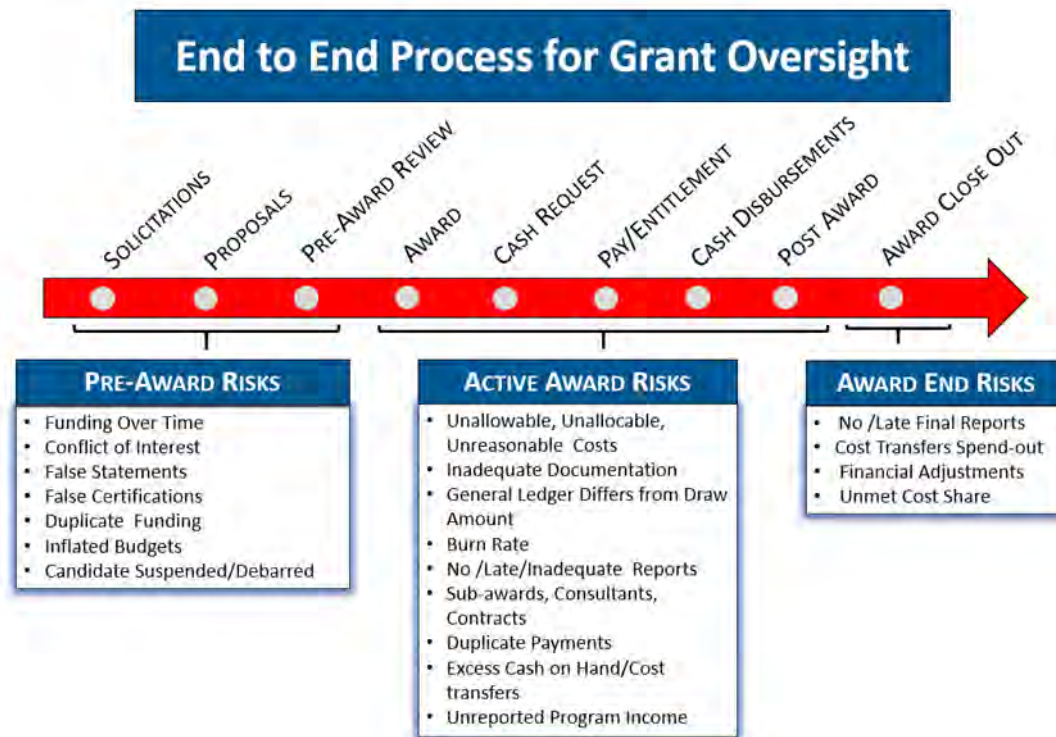 End to End Process for Grant Oversight
SOLICITATIONS
PROPOSALS
PRE-AWARD REVIEW
AWARD
CASH REQUEST
PAY/ENTITLEMENT
CASH DISBURSEMENTS
POST AWARD
AWARD CLOSE OUT
PRE-AWARD RISKS
• Funding Over Time
• Conflict of Interest
• False Statements
• False Certifications
• Duplicate Funding
• Inflated Budgets
• Candidate Suspended/Debarred
ACTIVE AWARD RISKS
• Unallowable, Unallocable,
Unreasonable Costs
• Inadequate Documentation
• General Ledger Differs from Draw
Amount
• Burn Rate
• No /Late/Inadequate Reports
• Sub-awards, Consultants,
Contracts
• Duplicate Payments
• Excess Cash on Hand/Cost
transfers
• Unreported Program Income
AWARD END RISKS
• No /Late Final Reports
• Cost Transfers Spend-out
• Financial Adjustments
• Unmet Cost Share